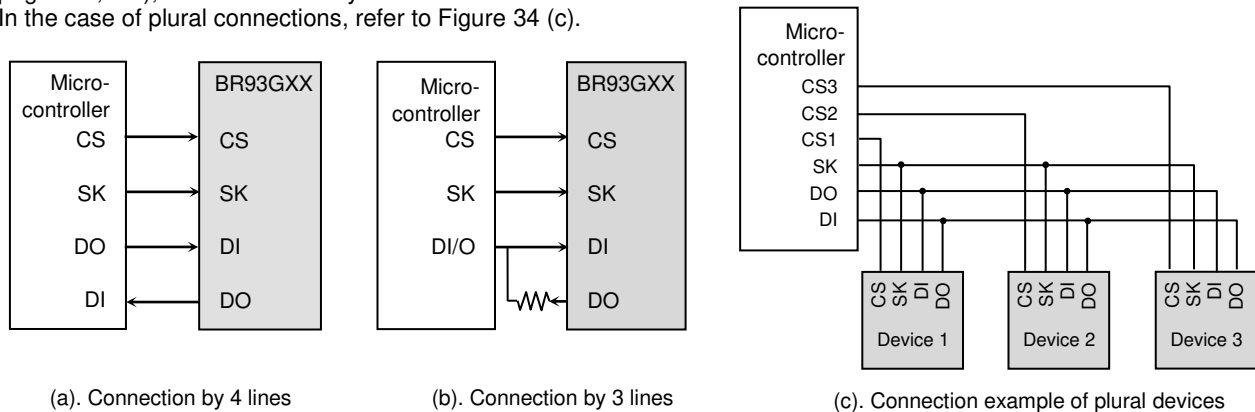 In the case of plural connections, refer to Figure 34 (c).
Micro-
controller
CS
SK
DO
DI
BR93GXX
CS
SK
DI
DO
(a). Connection by 4 lines
Micro-
controller
CS
SK
DI/O
BR93GXX
CS
SK
DI
DO
(b). Connection by 3 lines
Micro-
controller
CS3
CS2
CS1
SK
DO
DI
CS
SK
DI
DO
Device 1
CS
SK
DI
DO
Device 2
CS
SK
DI
DO
Device 3
(c). Connection example of plural devices